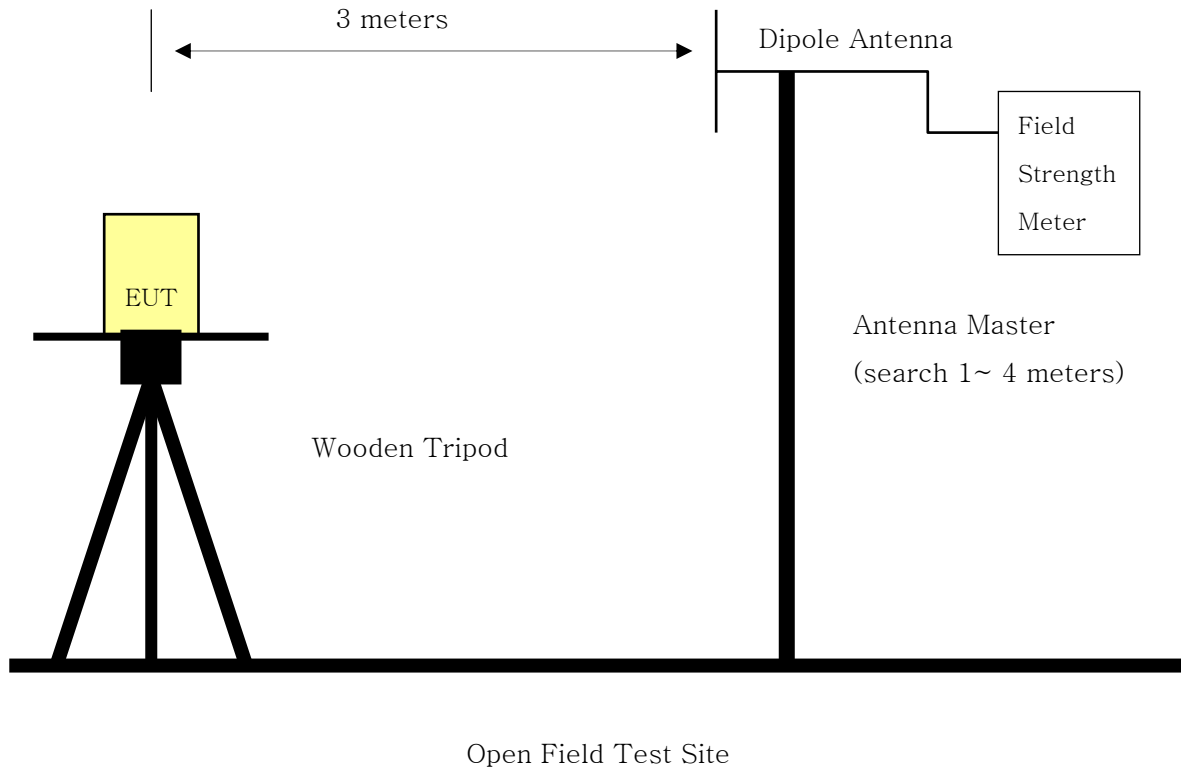 3 meters
Dipole Antenna
Field
Strength
Meter
EUT
Antenna Master
(search 1~ 4 meters)
Wooden Tripod
Open Field Test Site